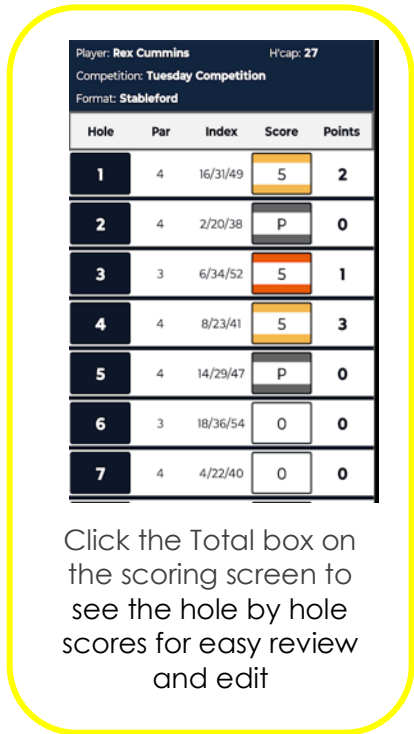 Player: Rex Cummins H'cap: 27
Competition: Tuesday Competition
Format: Stableford
Hole Par Index Score Points
1 4 16/31/49 5 2
2 4 2/20/38 P 0
3 3 6/34/52 5 1
4 4 8/23/41 5 3
5 4 14/29/47 P 0
6 3 18/36/54 0 0
7 4 4/22/40 0 0
Click the Total box on
the scoring screen to
see the hole by hole
scores for easy review
and edit